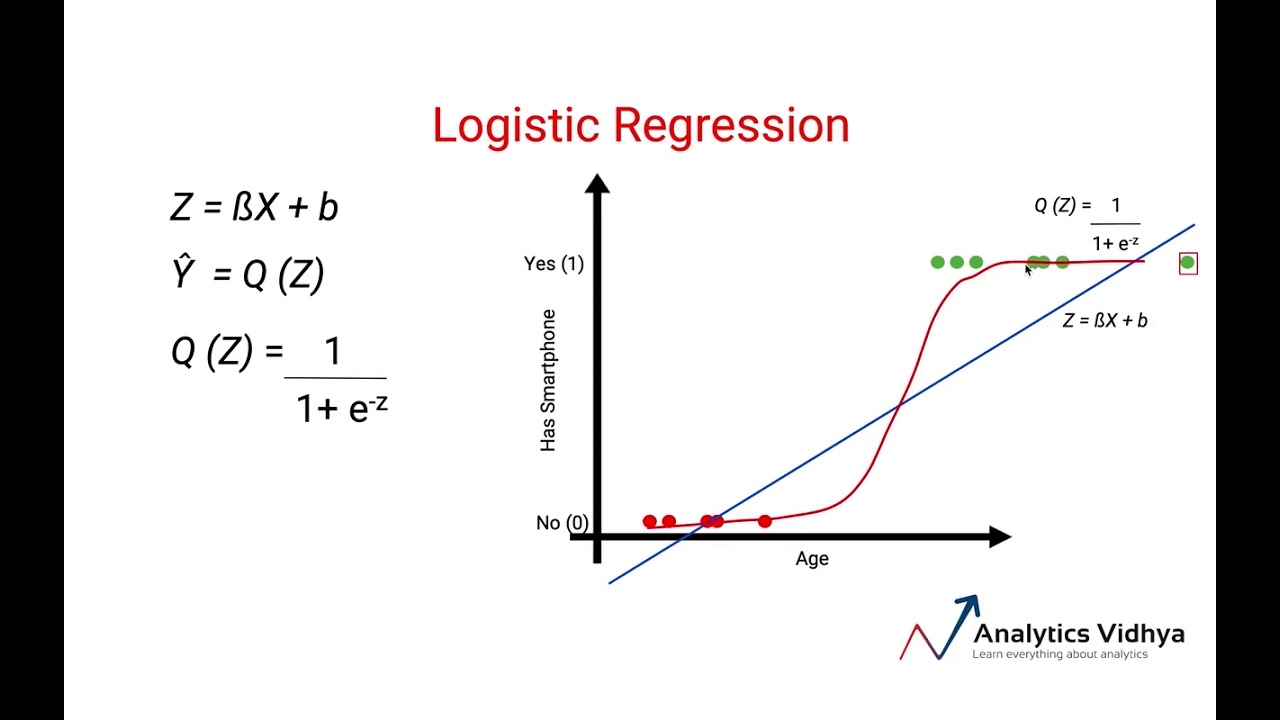 Logistic Regression
Z = ßX + b
Ŷ = Q (Z)
Q (Z) = 1
1+ e-z
Q (Z) = 1
1+ e-z
Yes (1)
Z = ßX + b
Has Smartphone
No (0)
Age
Analytics Vidhya
Learn everything about analytics